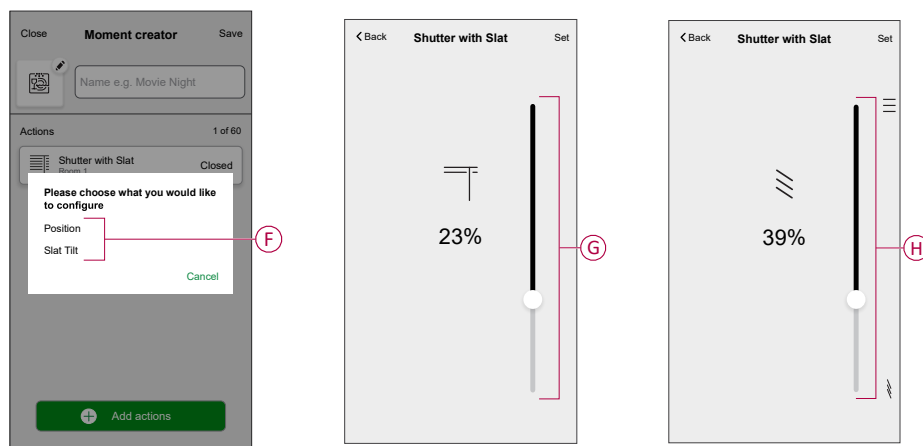 Close Moment creator Save
Name e.g. Movie Night
Actions 1 of 60
Shutter with Slat Closed
Room 1
Please choose what you would like
to configure
Position
Slat Tilt
Cancel
Add actions
F
Back Shutter with Slat Set
23%
G
Back Shutter with Slat Set
39%
H